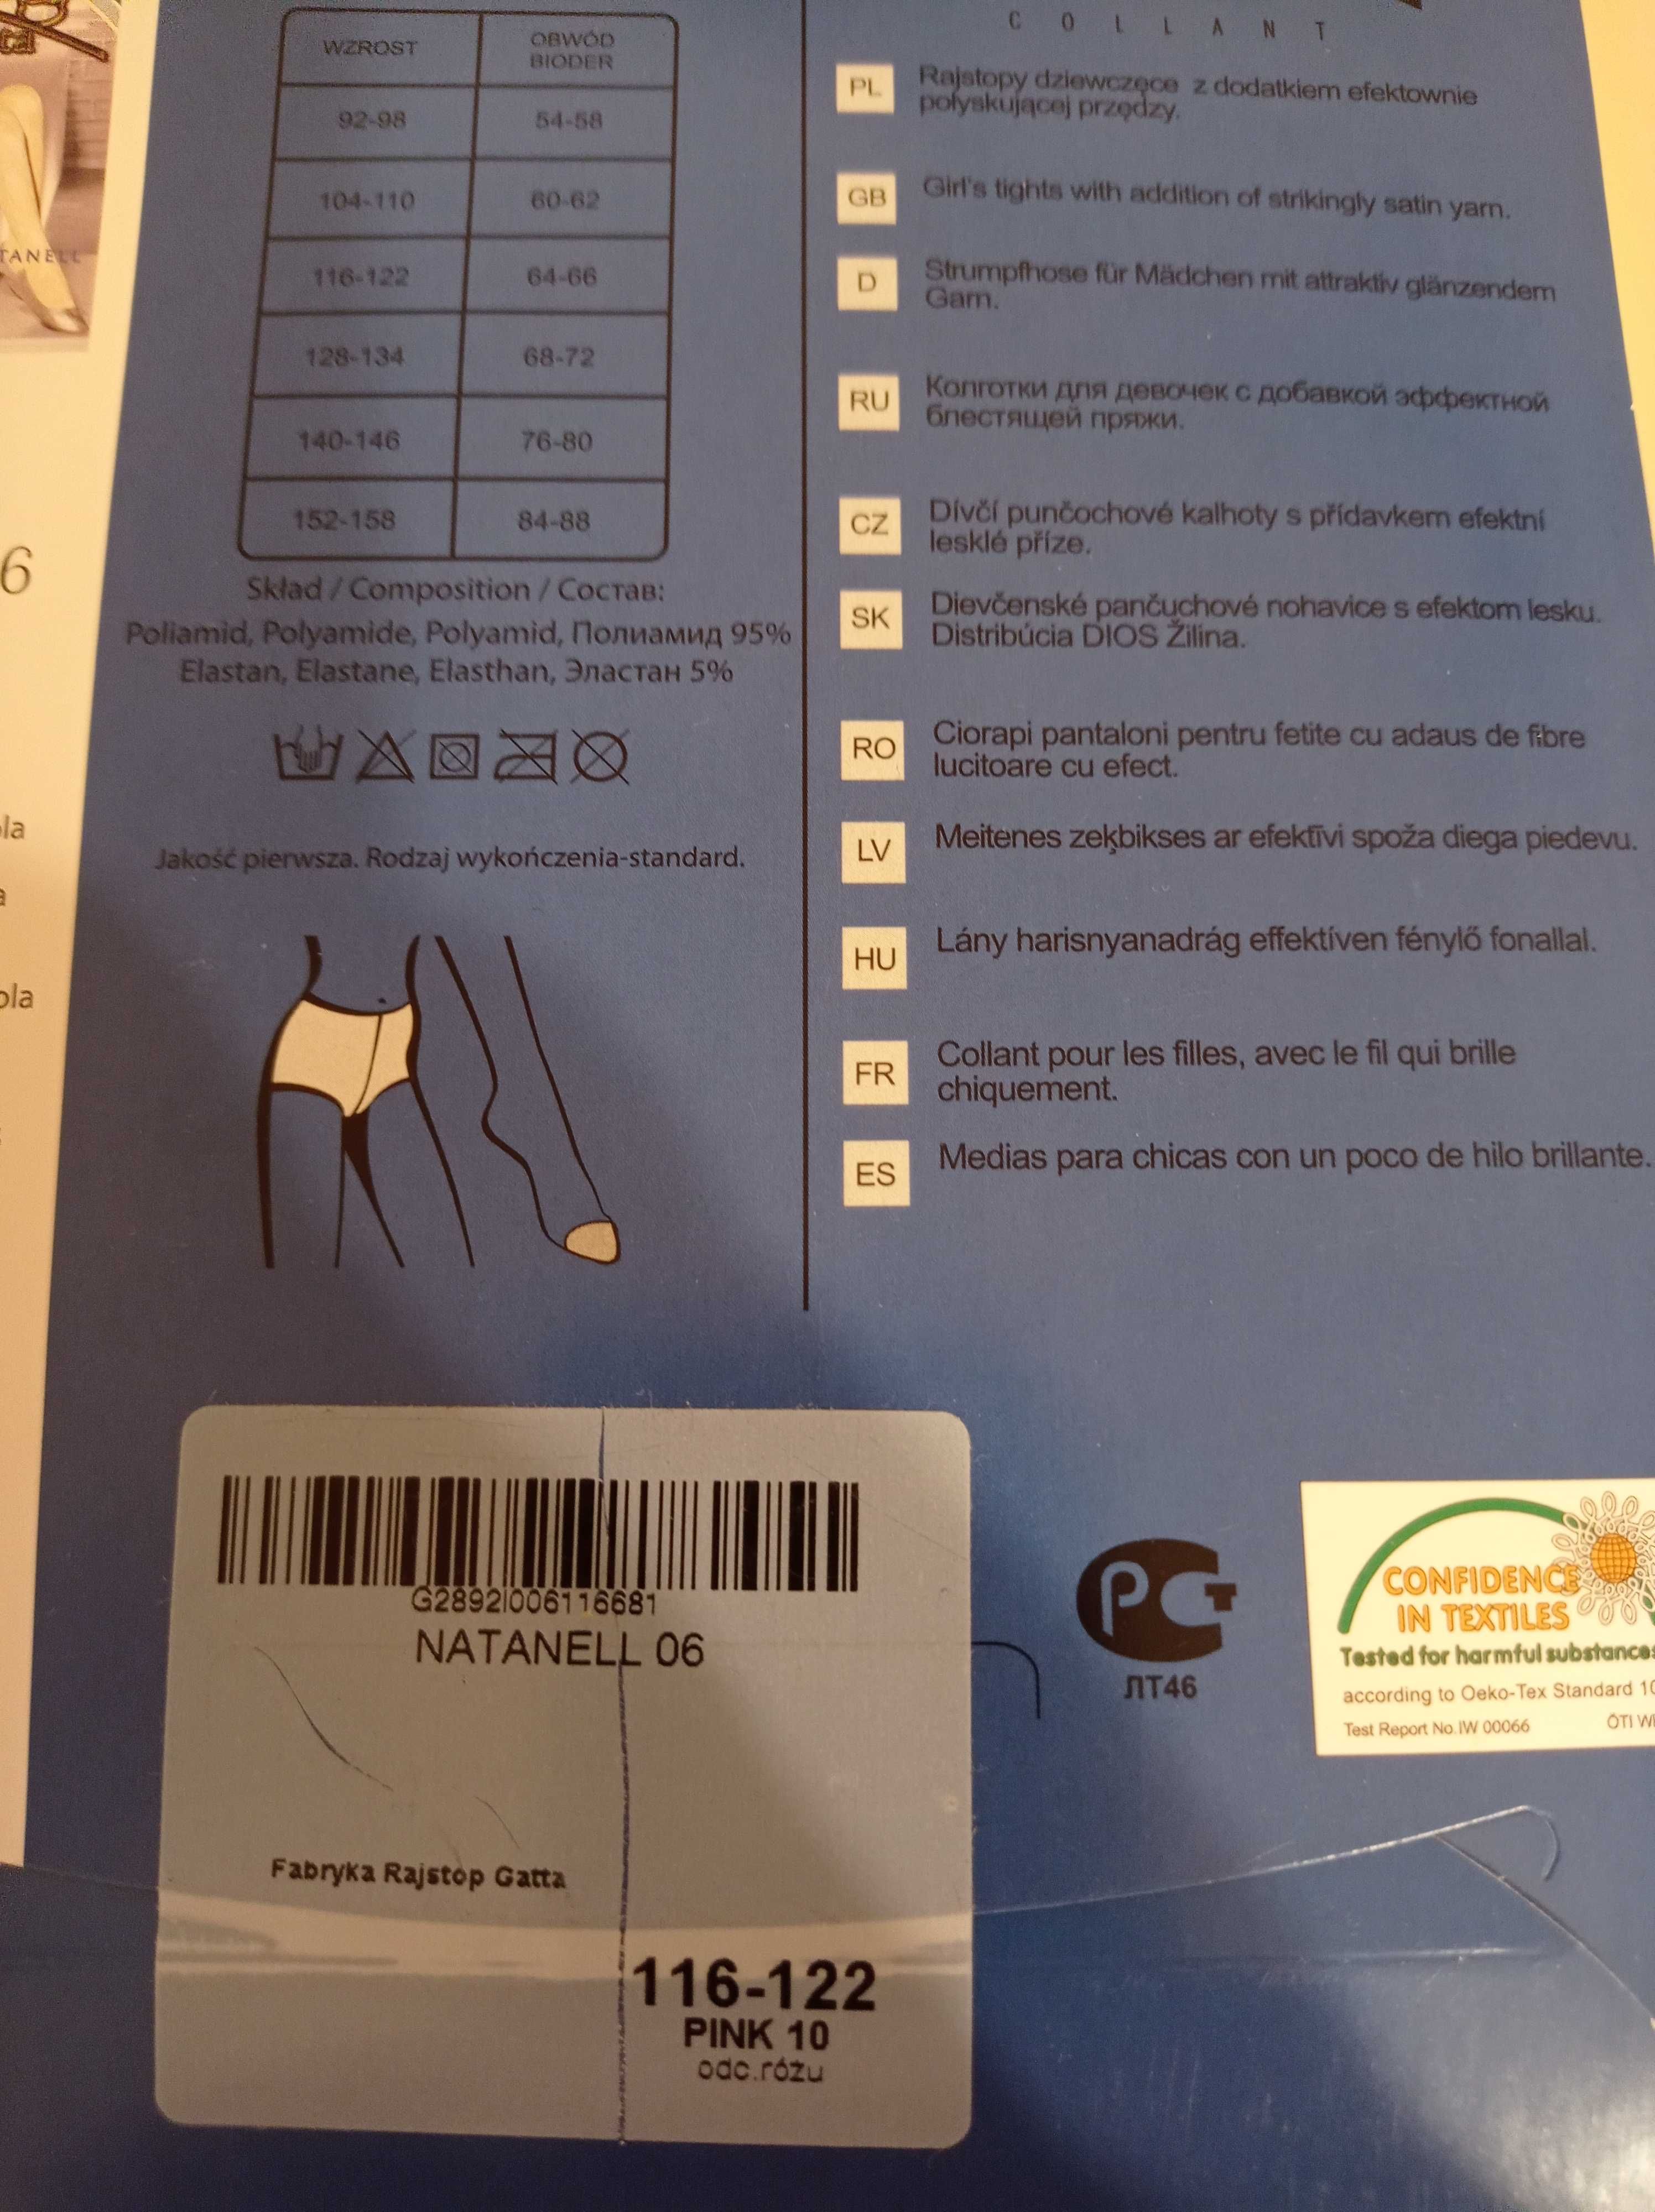 WZROST OBWÓD BIODER
92-98 54-58
104-110 60-62
116-122 64-66
128-134 68-72
140-146 76-80
152-158 84-88
Skład / Composition / Состав:
Poliamid, Polyamide, Polyamid, Полиамид 95%
Elastan, Elastane, Elasthan, Эластан 5%
Jakość pierwsza. Rodzaj wykończenia-standard.
COLLANT
PL Rajstopy dziewczęce z dodatkiem efektownie
połyskującej przędzy.
GB Girl's tights with addition of strikingly satin yarn.
D Strumpfhose für Mädchen mit attraktiv glänzendem
Garn.
RU Колготки для девочек с добавкой эффектной
блестящей пряжи.
CZ Dívčí punčochové kalhoty s přídavkem efektní
lesklé příze.
SK Dievčenské pančuchové nohavice s efektom lesku.
Distribúcia DIOS Žilina.
RO Ciorapi pantaloni pentru fetite cu adaus de fibre
lucitoare cu efect.
LV Meitenes zeķbikses ar efektīvi spoža diega piedevu.
HU Lány harisnyanadrág effektíven fénylő fonallal.
FR Collant pour les filles, avec le fil qui brille
chiquement.
ES Medias para chicas con un poco de hilo brillante.
G2892I006116681
NATANELL 06
Fabryka Rajstop Gatta
116-122
PINK 10
odc.różu
РСТ
ЛТ46
CONFIDENCE
IN TEXTILES
Tested for harmful substances
according to Oeko-Tex Standard 10
Test Report No.IW 00066 ÖTI Wi
TANELL
6